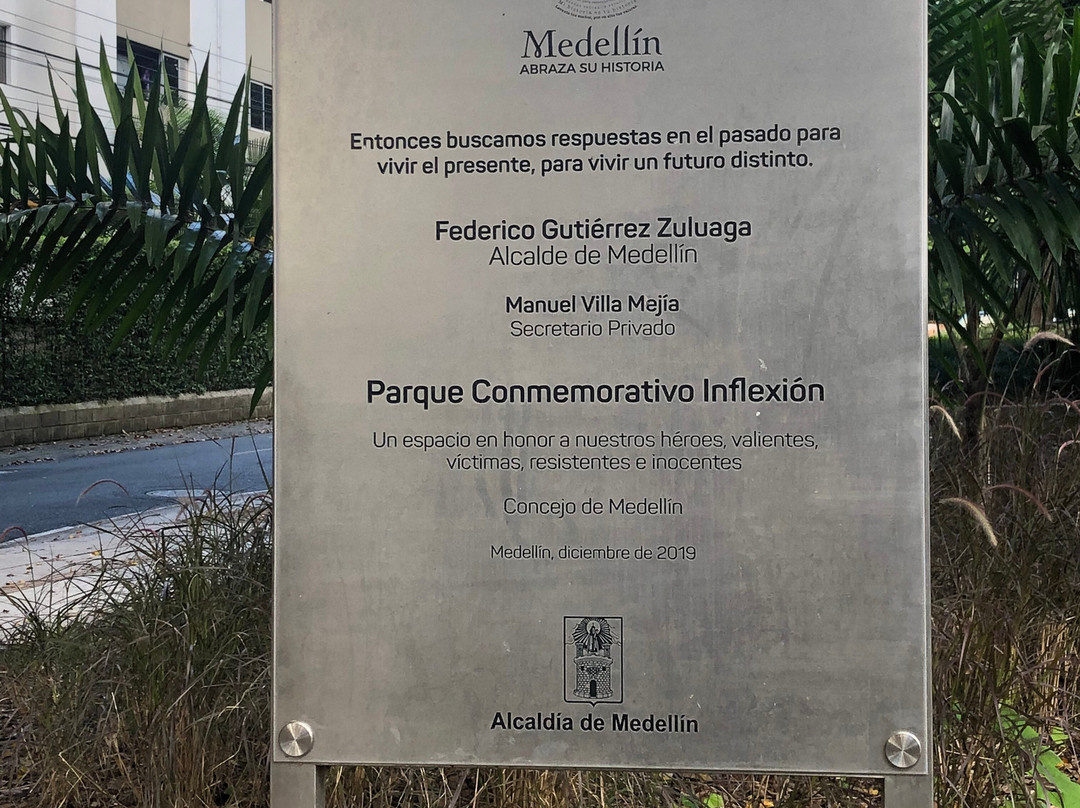 Medellín
ABRAZA SU HISTORIA
Entonces buscamos respuestas en el pasado para
vivir el presente, para vivir un futuro distinto.
Federico Gutiérrez Zuluaga
Alcalde de Medellín
Manuel Villa Mejía
Secretario Privado
Parque Conmemorativo Inflexión
Un espacio en honor a nuestros héroes, valientes,
víctimas, resistentes e inocentes
Concejo de Medellín
Medellín, diciembre de 2019
Alcaldía de Medellín